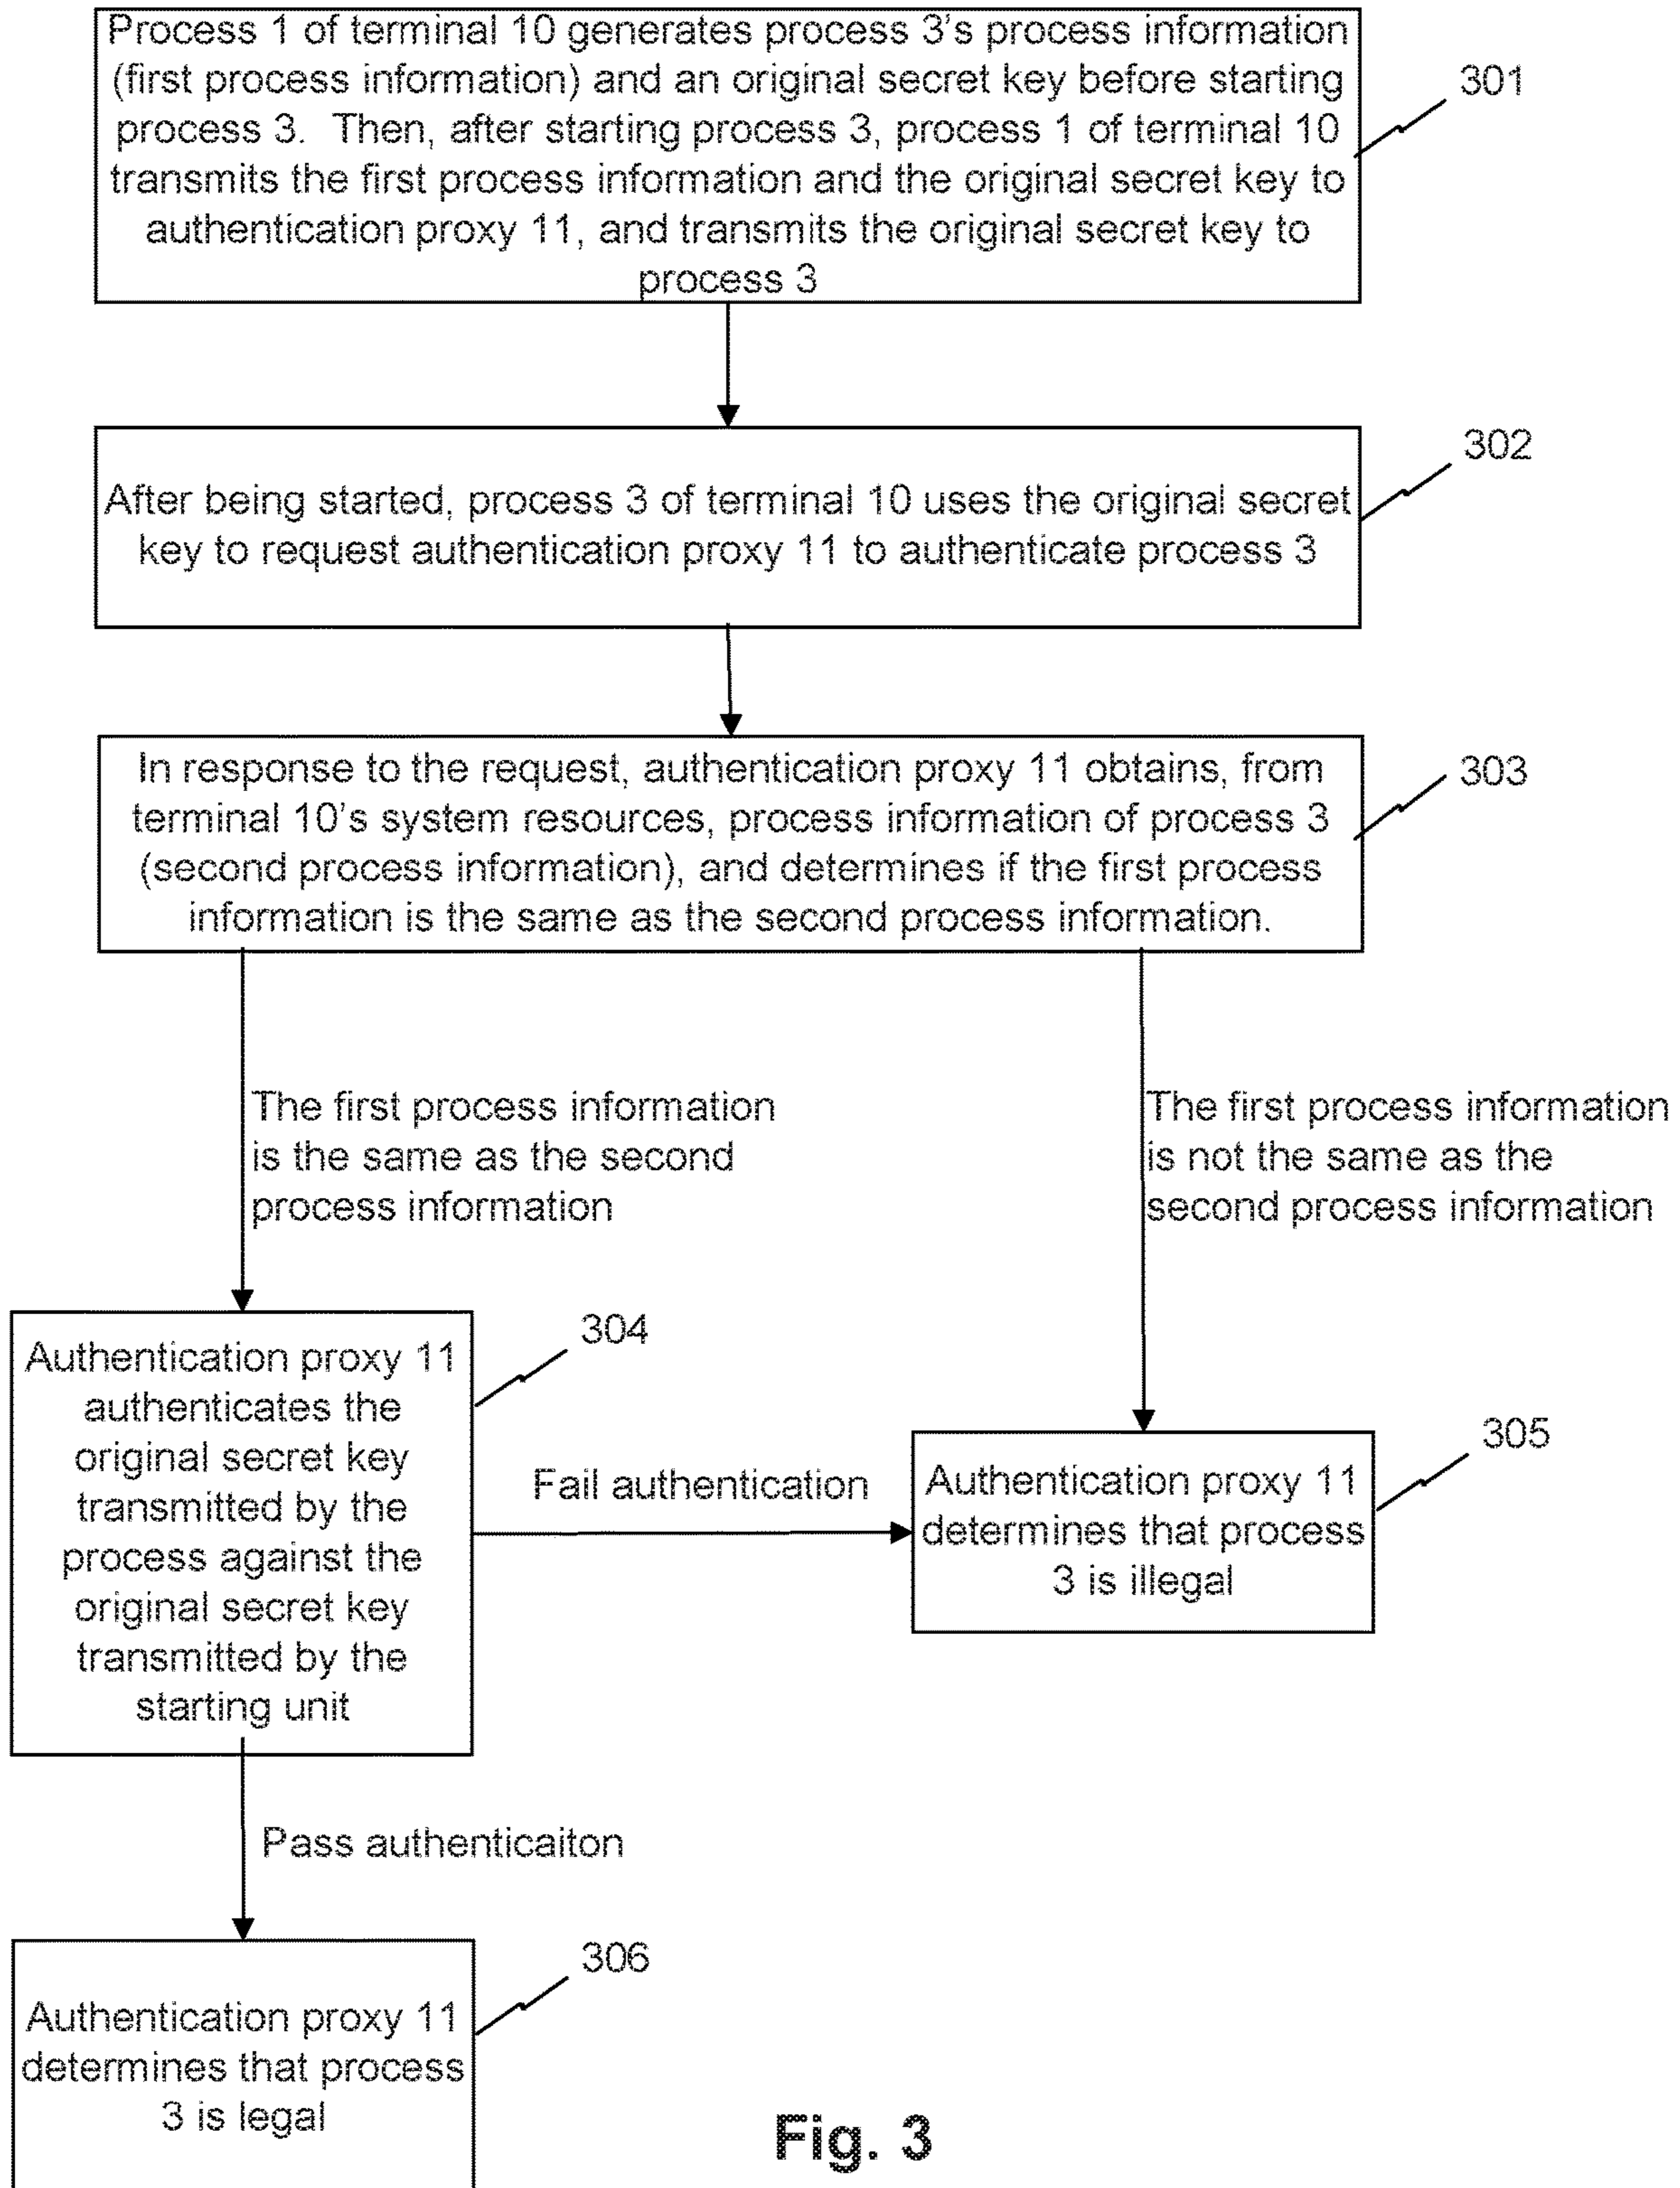 Process 1 of terminal 10 generates process 3's process information
(first process information) and an original secret key before starting
process 3. Then, after starting process 3, process 1 of terminal 10
transmits the first process information and the original secret key to
authentication proxy 11, and transmits the original secret key to
process 3
301
After being started, process 3 of terminal 10 uses the original secret
key to request authentication proxy 11 to authenticate process 3
302
In response to the request, authentication proxy 11 obtains, from
terminal 10's system resources, process information of process 3
(second process information), and determines if the first process
information is the same as the second process information.
303
The first process information
is the same as the second
process information
The first process information
is not the same as the
second process information
Authentication proxy 11
authenticates the
original secret key
transmitted by the
process against the
original secret key
transmitted by the
starting unit
304
Fail authentication
Authentication proxy 11
determines that process
3 is illegal
305
Pass authenticaiton
Authentication proxy 11
determines that process
3 is legal
306
Fig. 3